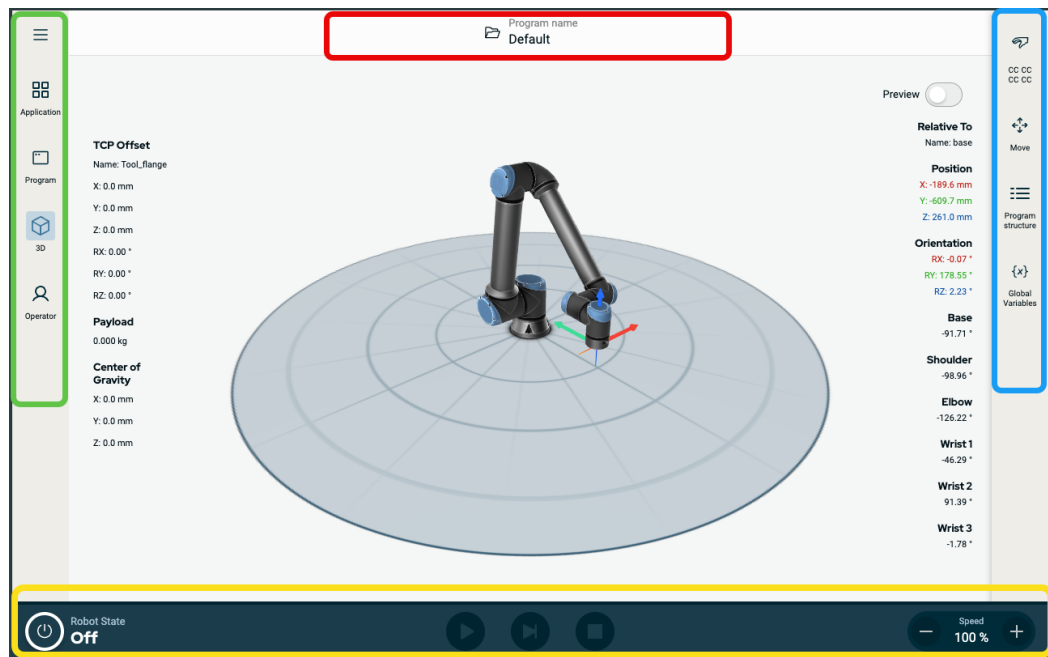 Program name
Default
Application
Program
3D
Operator
TCP Offset
Name: Tool_flange
X: 0.0 mm
Y: 0.0 mm
Z: 0.0 mm
RX: 0.00 °
RY: 0.00 °
RZ: 0.00 °
Payload
0.000 kg
Center of
Gravity
X: 0.0 mm
Y: 0.0 mm
Z: 0.0 mm
Preview
Relative To
Name: base
Position
X: -189.6 mm
Y: -609.7 mm
Z: 261.0 mm
Orientation
RX: -0.07 °
RY: 178.55 °
RZ: 2.23 °
Base
-91.71 °
Shoulder
-98.96 °
Elbow
-126.22 °
Wrist 1
-46.29 °
Wrist 2
91.39 °
Wrist 3
-1.78 °
CC CC
CC CC
Move
Program
structure
{x}
Global
Variables
Robot State
Off
Speed
100 %